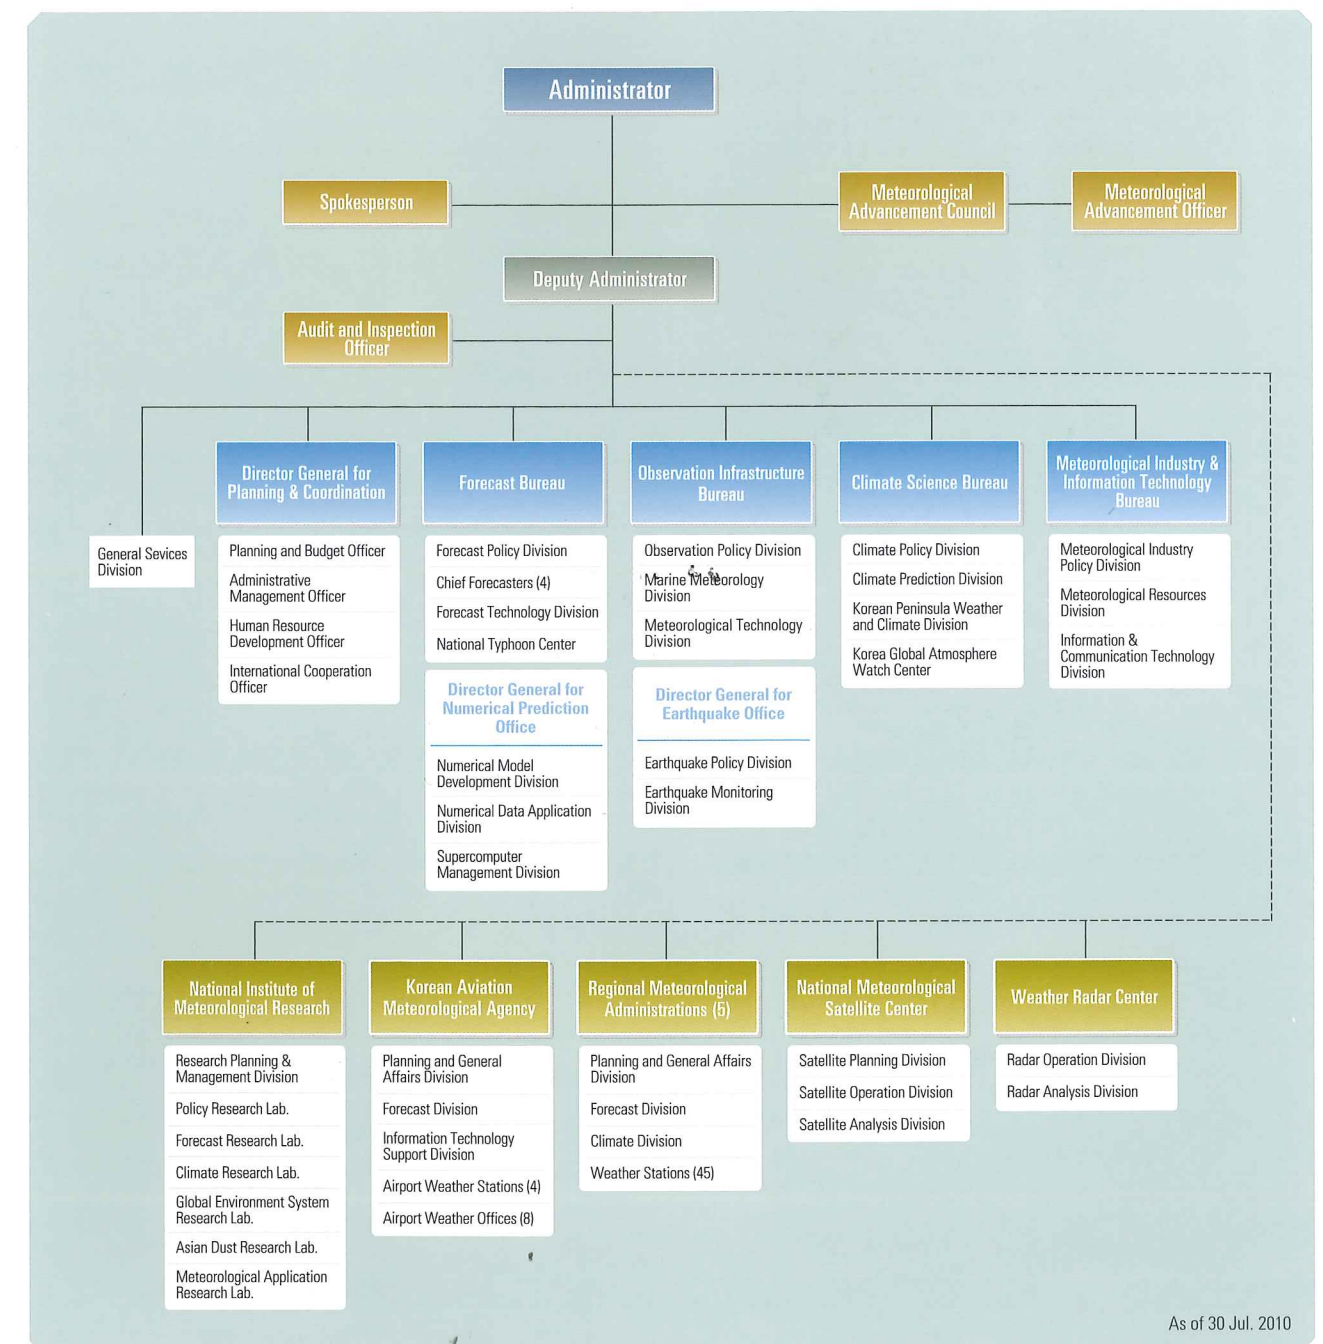 Administrator
Spokesperson
Meteorological
Advancement Council
Meteorological
Advancement Officer
Deputy Administrator
Audit and Inspection
Officer
General Sevices
Division
Director General for
Planning & Coordination
Planning and Budget Officer
Administrative
Management Officer
Human Resource
Development Officer
International Cooperation
Officer
Forecast Bureau
Forecast Policy Division
Chief Forecasters (4)
Forecast Technology Division
National Typhoon Center
Director General for
Numerical Prediction
Office
Numerical Model
Development Division
Numerical Data Application
Division
Supercomputer
Management Division
Observation Infrastructure
Bureau
Observation Policy Division
Marine Meteorology
Division
Meteorological Technology
Division
Director General for
Earthquake Office
Earthquake Policy Division
Earthquake Monitoring
Division
Climate Science Bureau
Climate Policy Division
Climate Prediction Division
Korean Peninsula Weather
and Climate Division
Korea Global Atmosphere
Watch Center
Meteorological Industry &
Information Technology
Bureau
Meteorological Industry
Policy Division
Meteorological Resources
Division
Information &
Communication Technology
Division
National Institute of
Meteorological Research
Research Planning &
Management Division
Policy Research Lab.
Forecast Research Lab.
Climate Research Lab.
Global Environment System
Research Lab.
Asian Dust Research Lab.
Meteorological Application
Research Lab.
Korean Aviation
Meteorological Agency
Planning and General
Affairs Division
Forecast Division
Information Technology
Support Division
Airport Weather Stations (4)
Airport Weather Offices (8)
Regional Meteorological
Administrations (5)
Planning and General Affairs
Division
Forecast Division
Climate Division
Weather Stations (45)
National Meteorological
Satellite Center
Satellite Planning Division
Satellite Operation Division
Satellite Analysis Division
Weather Radar Center
Radar Operation Division
Radar Analysis Division
As of 30 Jul. 2010